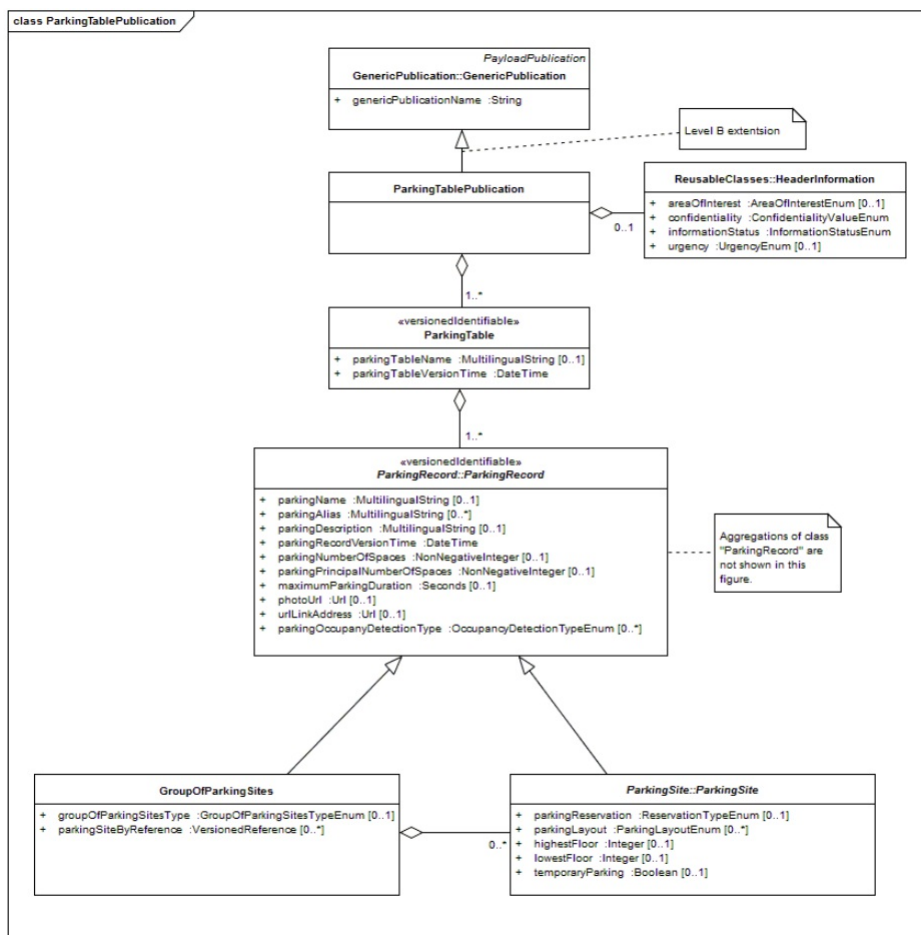 class ParkingTablePublication
PayloadPublication
GenericPublication::GenericPublication
+ genericPublicationName :String
Level B extentsion
ParkingTablePublication
ReusableClasses::HeaderInformation
+ areaOfInterest :AreaOfInterestEnum [0..1]
+ confidentiality :ConfidentialityValueEnum
+ informationStatus :InformationStatusEnum
+ urgency :UrgencyEnum [0..1]
0..1
1..*
«versionedIdentifiable»
ParkingTable
+ parkingTableName :MultilingualString [0..1]
+ parkingTableVersionTime :DateTime
1..*
«versionedIdentifiable»
ParkingRecord::ParkingRecord
+ parkingName :MultilingualString [0..1]
+ parkingAlias :MultilingualString [0..*]
+ parkingDescription :MultilingualString [0..1]
+ parkingRecordVersionTime :DateTime
+ parkingNumberOfSpaces :NonNegativeInteger [0..1]
+ parkingPrincipalNumberOfSpaces :NonNegativeInteger [0..1]
+ maximumParkingDuration :Seconds [0..1]
+ photoUrl :Url [0..1]
+ urlLinkAddress :Url [0..1]
+ parkingOccupanyDetectionType :OccupancyDetectionTypeEnum [0..*]
Aggregations of class
"ParkingRecord" are
not shown in this
figure.
GroupOfParkingSites
+ groupOfParkingSitesType :GroupOfParkingSitesTypeEnum [0..1]
+ parkingSiteByReference :VersionedReference [0..*]
0..*
ParkingSite::ParkingSite
+ parkingReservation :ReservationTypeEnum [0..1]
+ parkingLayout :ParkingLayoutEnum [0..*]
+ highestFloor :Integer [0..1]
+ lowestFloor :Integer [0..1]
+ temporaryParking :Boolean [0..1]